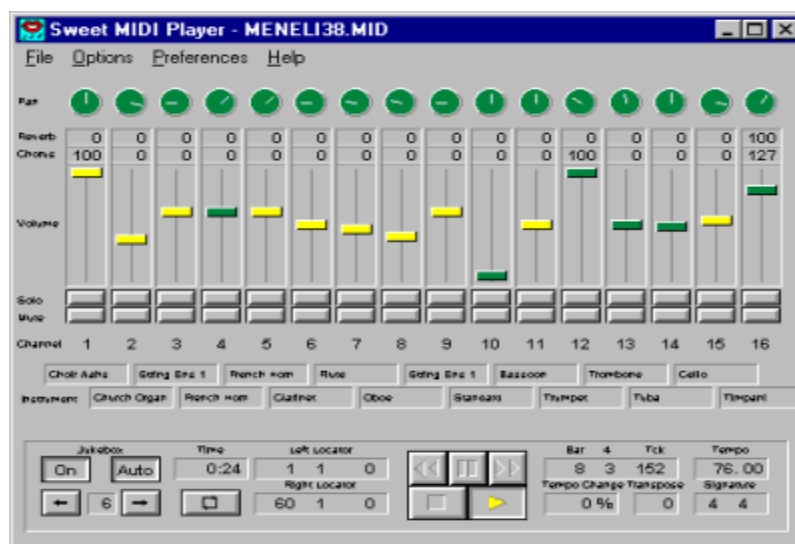 Sweet MIDI Player - MENELI38.MID
File Options Preferences Help
Pan
Reverb 0 0 0 0 0 0 0 0 0 0 0 0 0 0 0 100
Chorus 100 0 0 0 0 0 0 0 0 0 0 100 0 0 0 127
Volume
Solo
Mute
Channel 1 2 3 4 5 6 7 8 9 10 11 12 13 14 15 16
Choir Aahs String Ens 1 French Horn Flute String Ens 1 Bassoon Trombone Cello
Instrument Church Organ French Horn Clarinet Oboe Standard Trumpet Tuba Timpani
Jukebox Time Left Locator Bar 4 Tck Tempo
On Auto 0:24 1 1 0 8 3 152 76.00
Right Locator Tempo Change Transpose Signature
6 60 1 0 0 % 0 4 4